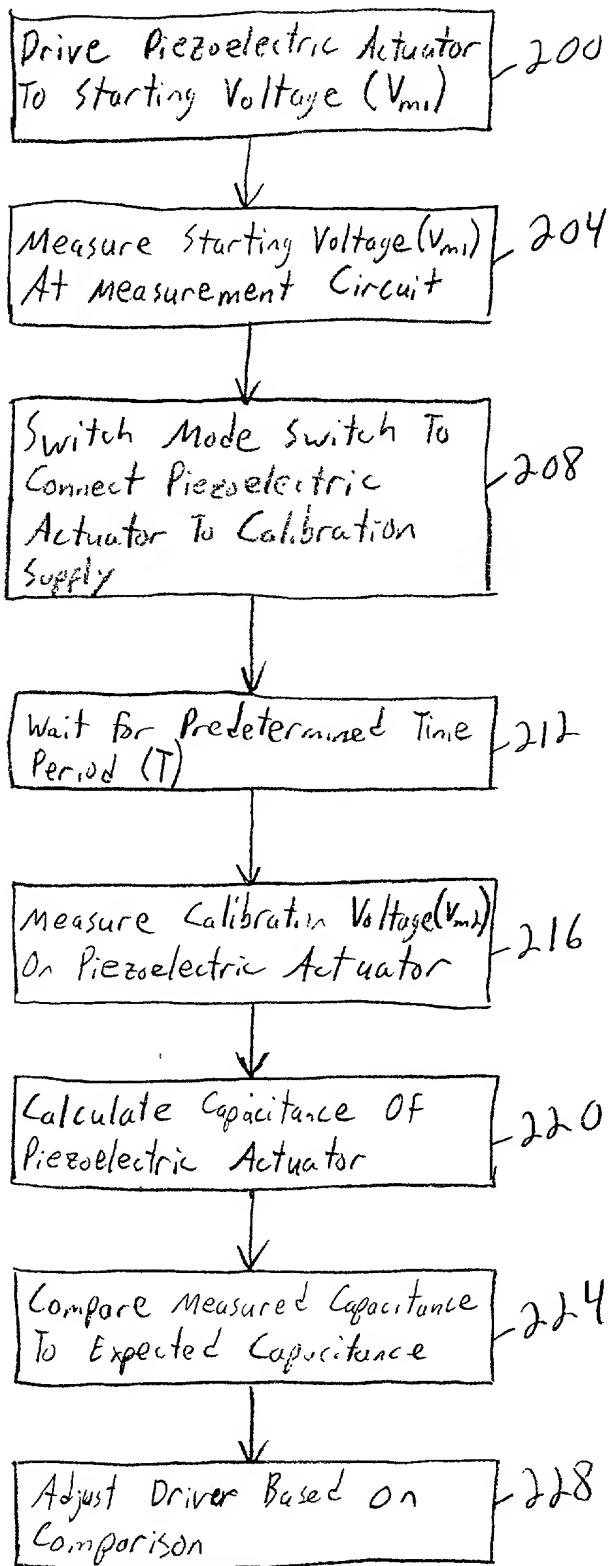 Drive Piezoelectric Actuator
To Starting Voltage (Vm1)
200
Measure Starting Voltage (Vm1)
At Measurement Circuit
204
Switch Mode Switch To
Connect Piezoelectric
Actuator To Calibration
Supply
208
Wait for Predetermined Time
Period (T)
212
Measure Calibration Voltage (Vm2)
On Piezoelectric Actuator
216
Calculate Capacitance Of
Piezoelectric Actuator
220
Compare Measured Capacitance
To Expected Capacitance
224
Adjust Driver Based On
Comparison
228